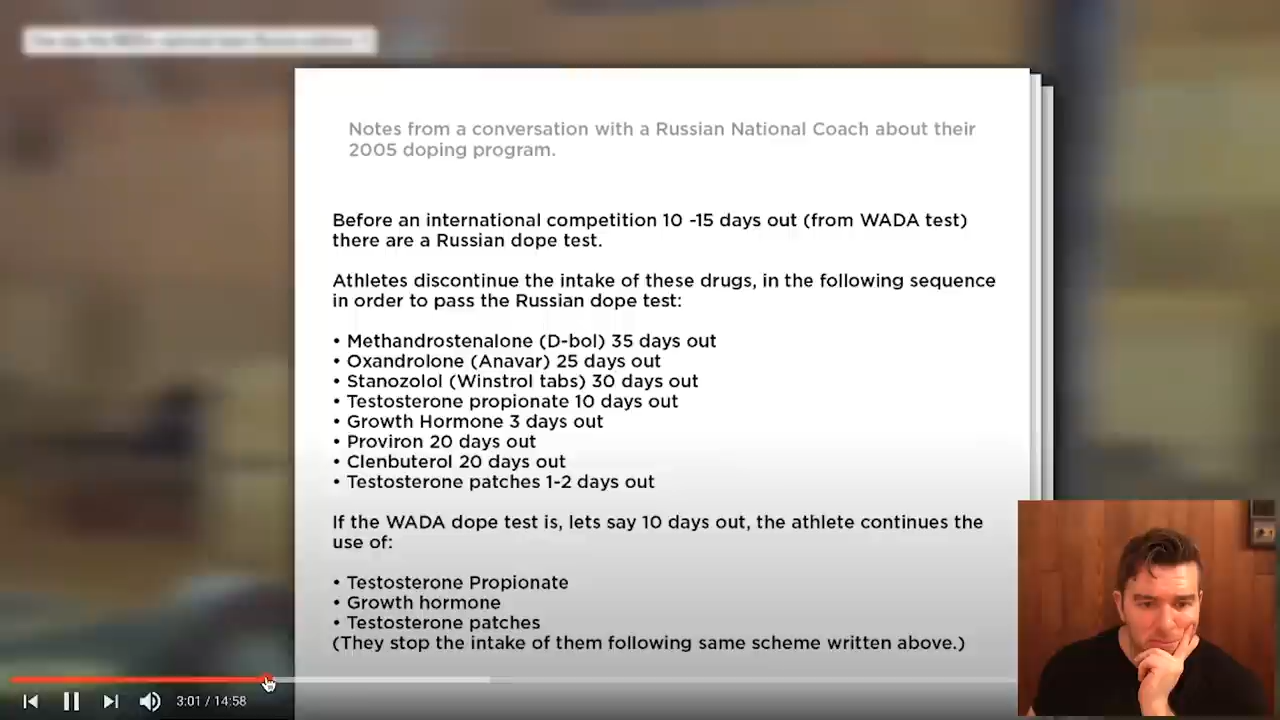 Notes from a conversation with a Russian National Coach about their
2005 doping program.
Before an international competition 10 -15 days out (from WADA test)
there are a Russian dope test.
Athletes discontinue the intake of these drugs, in the following sequence
in order to pass the Russian dope test:
• Methandrostenalone (D-bol) 35 days out
• Oxandrolone (Anavar) 25 days out
• Stanozolol (Winstrol tabs) 30 days out
• Testosterone propionate 10 days out
• Growth Hormone 3 days out
• Proviron 20 days out
• Clenbuterol 20 days out
• Testosterone patches 1-2 days out
If the WADA dope test is, lets say 10 days out, the athlete continues the
use of:
• Testosterone Propionate
• Growth hormone
• Testosterone patches
(They stop the intake of them following same scheme written above.)
3:01 / 14:58